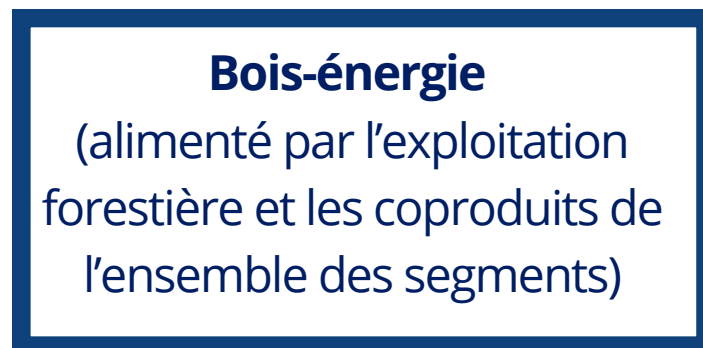 Bois-énergie
(alimenté par l’exploitation
forestière et les coproduits de
l’ensemble des segments)